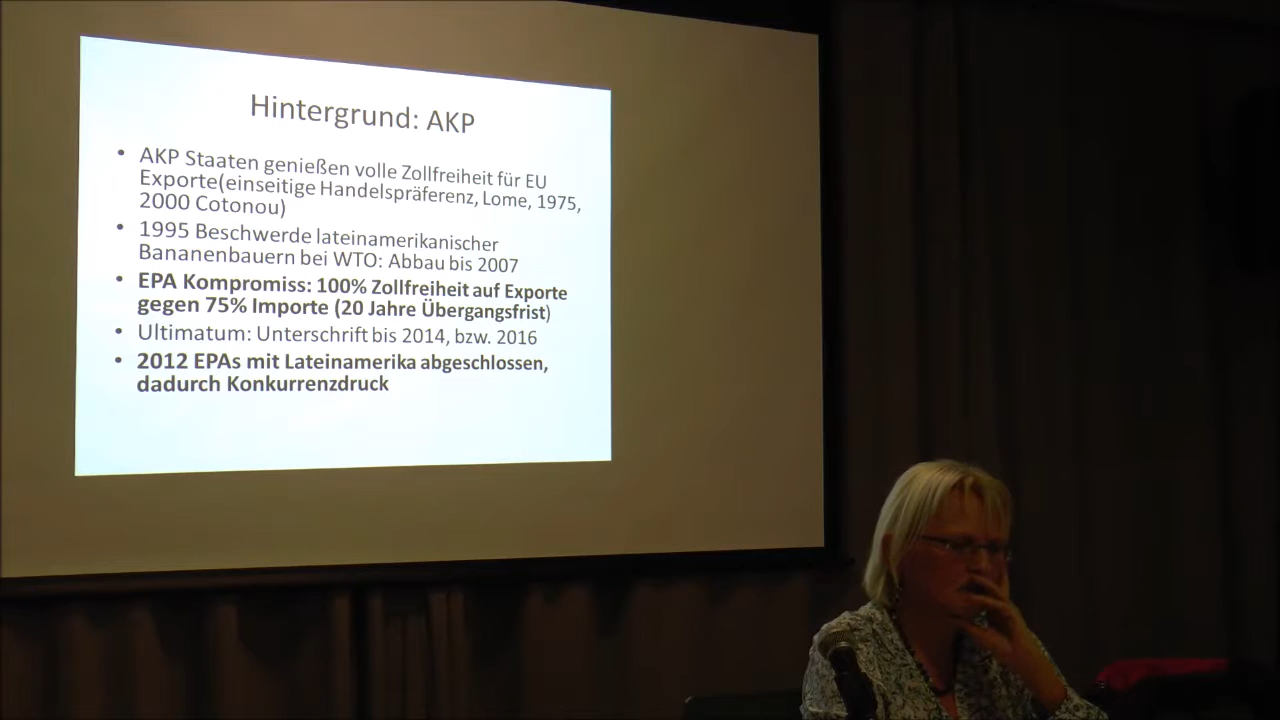 Hintergrund: AKP
• AKP Staaten genießen volle Zollfreiheit für EU
Exporte(einseitige Handelspräferenz, Lome, 1975,
2000 Cotonou)
• 1995 Beschwerde lateinamerikanischer
Bananenbauern bei WTO: Abbau bis 2007
• EPA Kompromiss: 100% Zollfreiheit auf Exporte
gegen 75% Importe (20 Jahre Übergangsfrist)
• Ultimatum: Unterschrift bis 2014, bzw. 2016
• 2012 EPAs mit Lateinamerika abgeschlossen,
dadurch Konkurrenzdruck